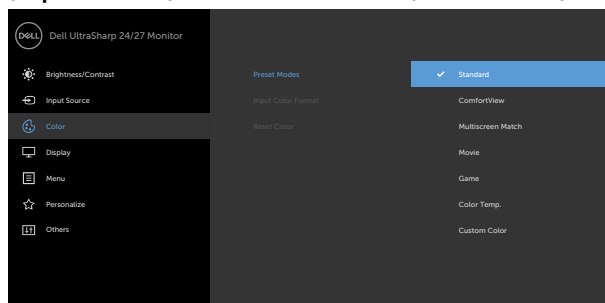 DELL Dell UltraSharp 24/27 Monitor
Brightness/Contrast Preset Modes Standard
Input Source Input Color Format ComfortView
Color Reset Color Multiscreen Match
Display Movie
Menu Game
Personalize Color Temp.
Others Custom Color